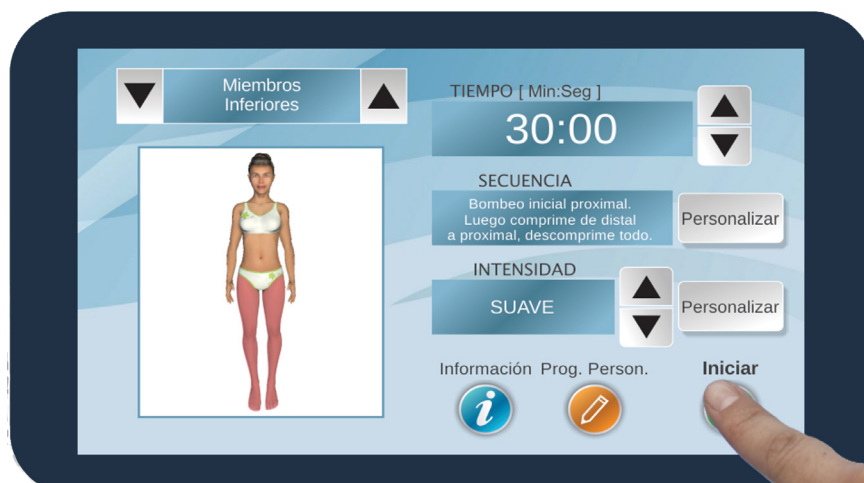 Miembros
Inferiores
TIEMPO [ Min:Seg ]
30:00
SECUENCIA
Bombeo inicial proximal.
Luego comprime de distal
a proximal, descomprime todo.
Personalizar
INTENSIDAD
SUAVE
Personalizar
Información
Prog. Person.
Iniciar